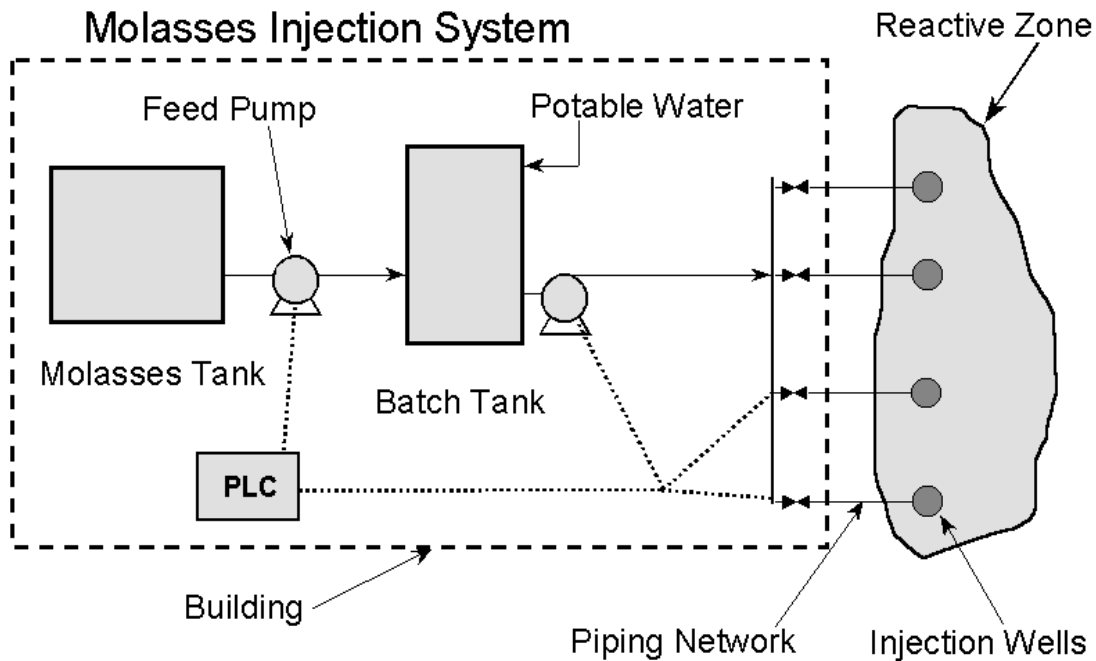 Molasses Injection System
Reactive Zone
Feed Pump
Potable Water
Molasses Tank
Batch Tank
PLC
Building
Piping Network
Injection Wells